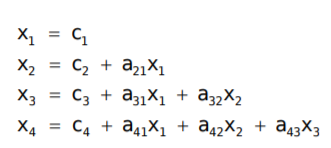 x₁ = c₁
x₂ = c₂ + a₂₁x₁
x₃ = c₃ + a₃₁x₁ + a₃₂x₂
x₄ = c₄ + a₄₁x₁ + a₄₂x₂ + a₄₃x₃